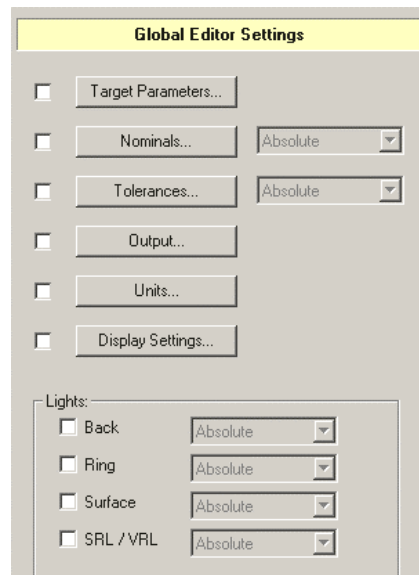 Global Editor Settings
Target Parameters...
Nominals... Absolute
Tolerances... Absolute
Output...
Units...
Display Settings...
Lights:
Back Absolute
Ring Absolute
Surface Absolute
SRL / VRL Absolute